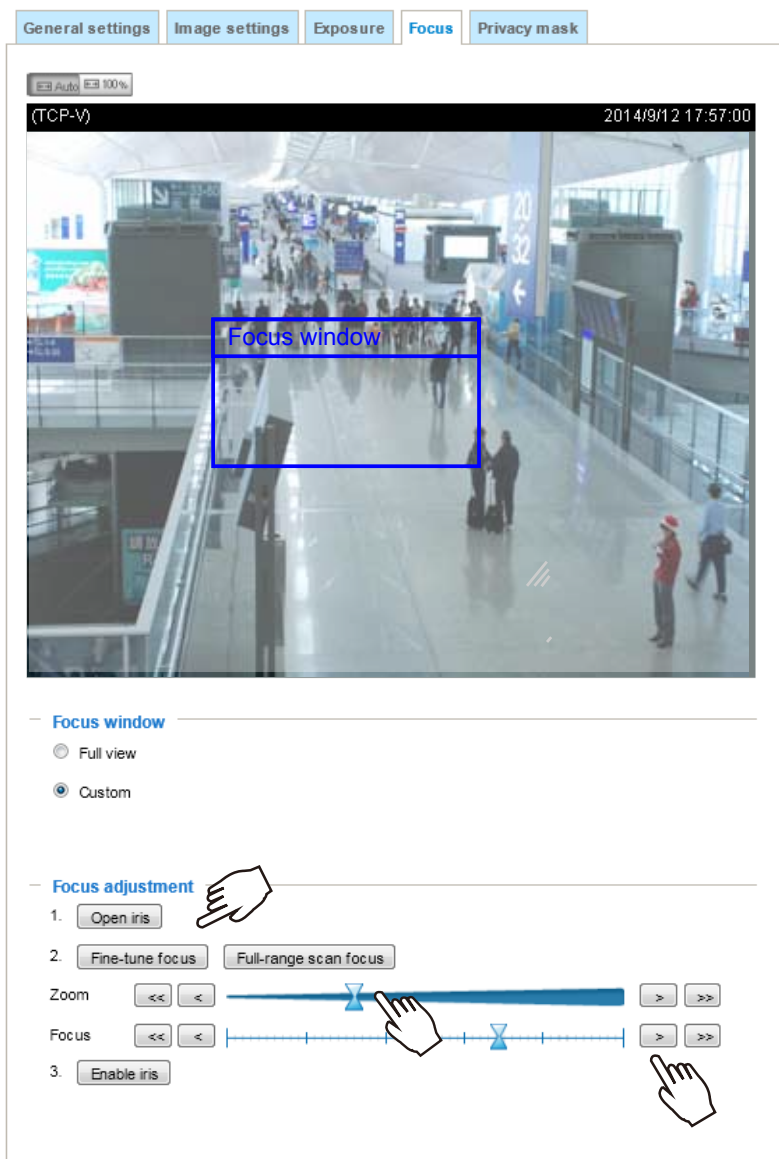 General settings Image settings Exposure Focus Privacy mask
Auto 100%
(TCP-V) 2014/9/12 17:57:00
33-60
20-32
Focus window
Focus window
Full view
Custom
Focus adjustment
1. Open iris
2. Fine-tune focus Full-range scan focus
Zoom << < > >>
Focus << < > >>
3. Enable iris